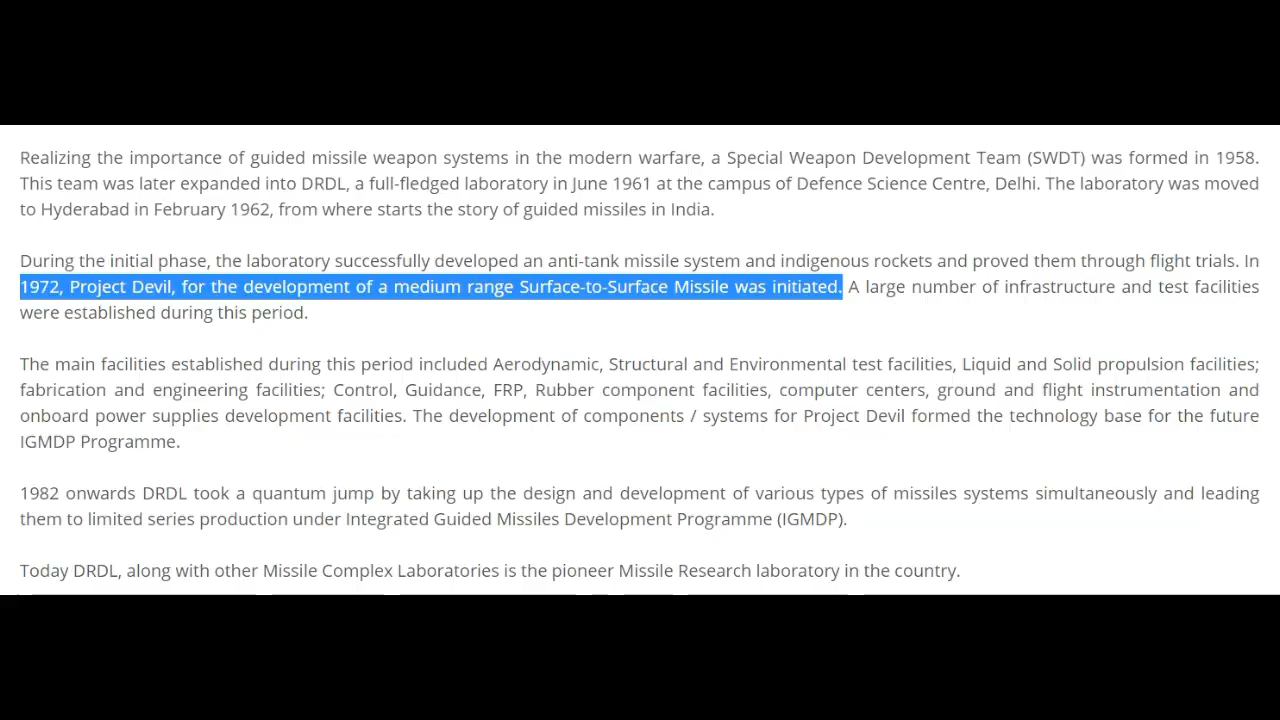 Realizing the importance of guided missile weapon systems in the modern warfare, a Special Weapon Development Team (SWDT) was formed in 1958.
This team was later expanded into DRDL, a full-fledged laboratory in June 1961 at the campus of Defence Science Centre, Delhi. The laboratory was moved
to Hyderabad in February 1962, from where starts the story of guided missiles in India.
During the initial phase, the laboratory successfully developed an anti-tank missile system and indigenous rockets and proved them through flight trials. In
1972, Project Devil, for the development of a medium range Surface-to-Surface Missile was initiated. A large number of infrastructure and test facilities
were established during this period.
The main facilities established during this period included Aerodynamic, Structural and Environmental test facilities, Liquid and Solid propulsion facilities;
fabrication and engineering facilities; Control, Guidance, FRP, Rubber component facilities, computer centers, ground and flight instrumentation and
onboard power supplies development facilities. The development of components / systems for Project Devil formed the technology base for the future
IGMDP Programme.
1982 onwards DRDL took a quantum jump by taking up the design and development of various types of missiles systems simultaneously and leading
them to limited series production under Integrated Guided Missiles Development Programme (IGMDP).
Today DRDL, along with other Missile Complex Laboratories is the pioneer Missile Research laboratory in the country.